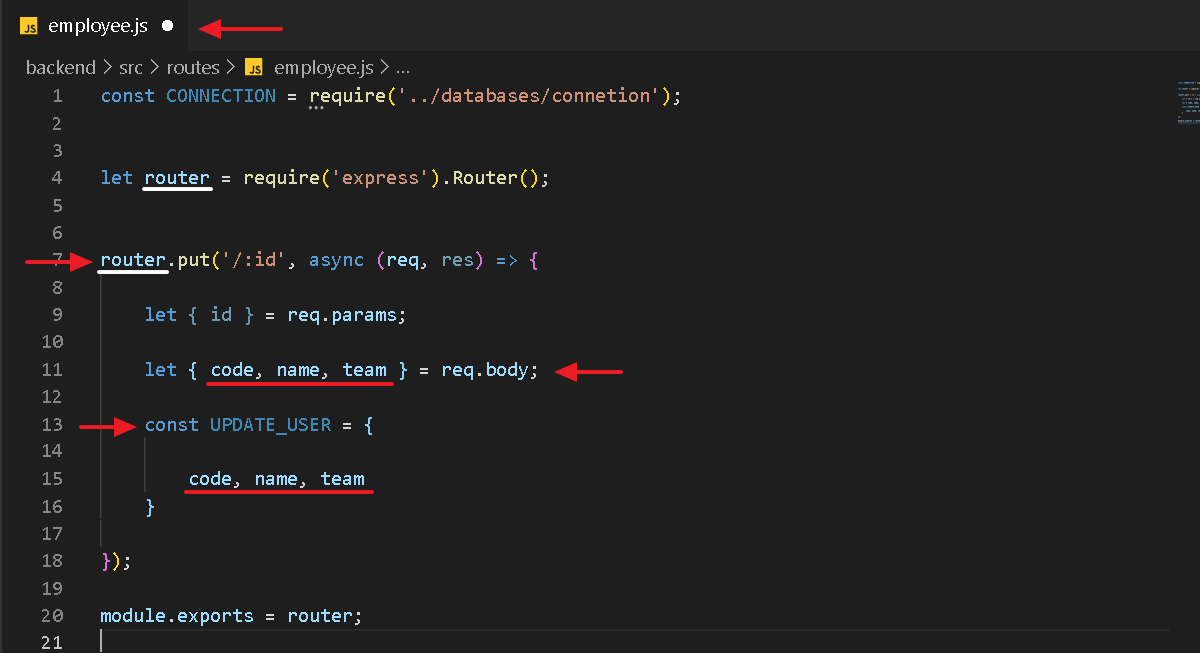 JS employee.js
backend > src > routes > JS employee.js > ...
1 const CONNECTION = require('../databases/connetion');
2
3
4 let router = require('express').Router();
5
6
7 router.put('/:id', async (req, res) => {
8
9 let { id } = req.params;
10
11 let { code, name, team } = req.body;
12
13 const UPDATE_USER = {
14
15 code, name, team
16 }
17
18 });
19
20 module.exports = router;
21